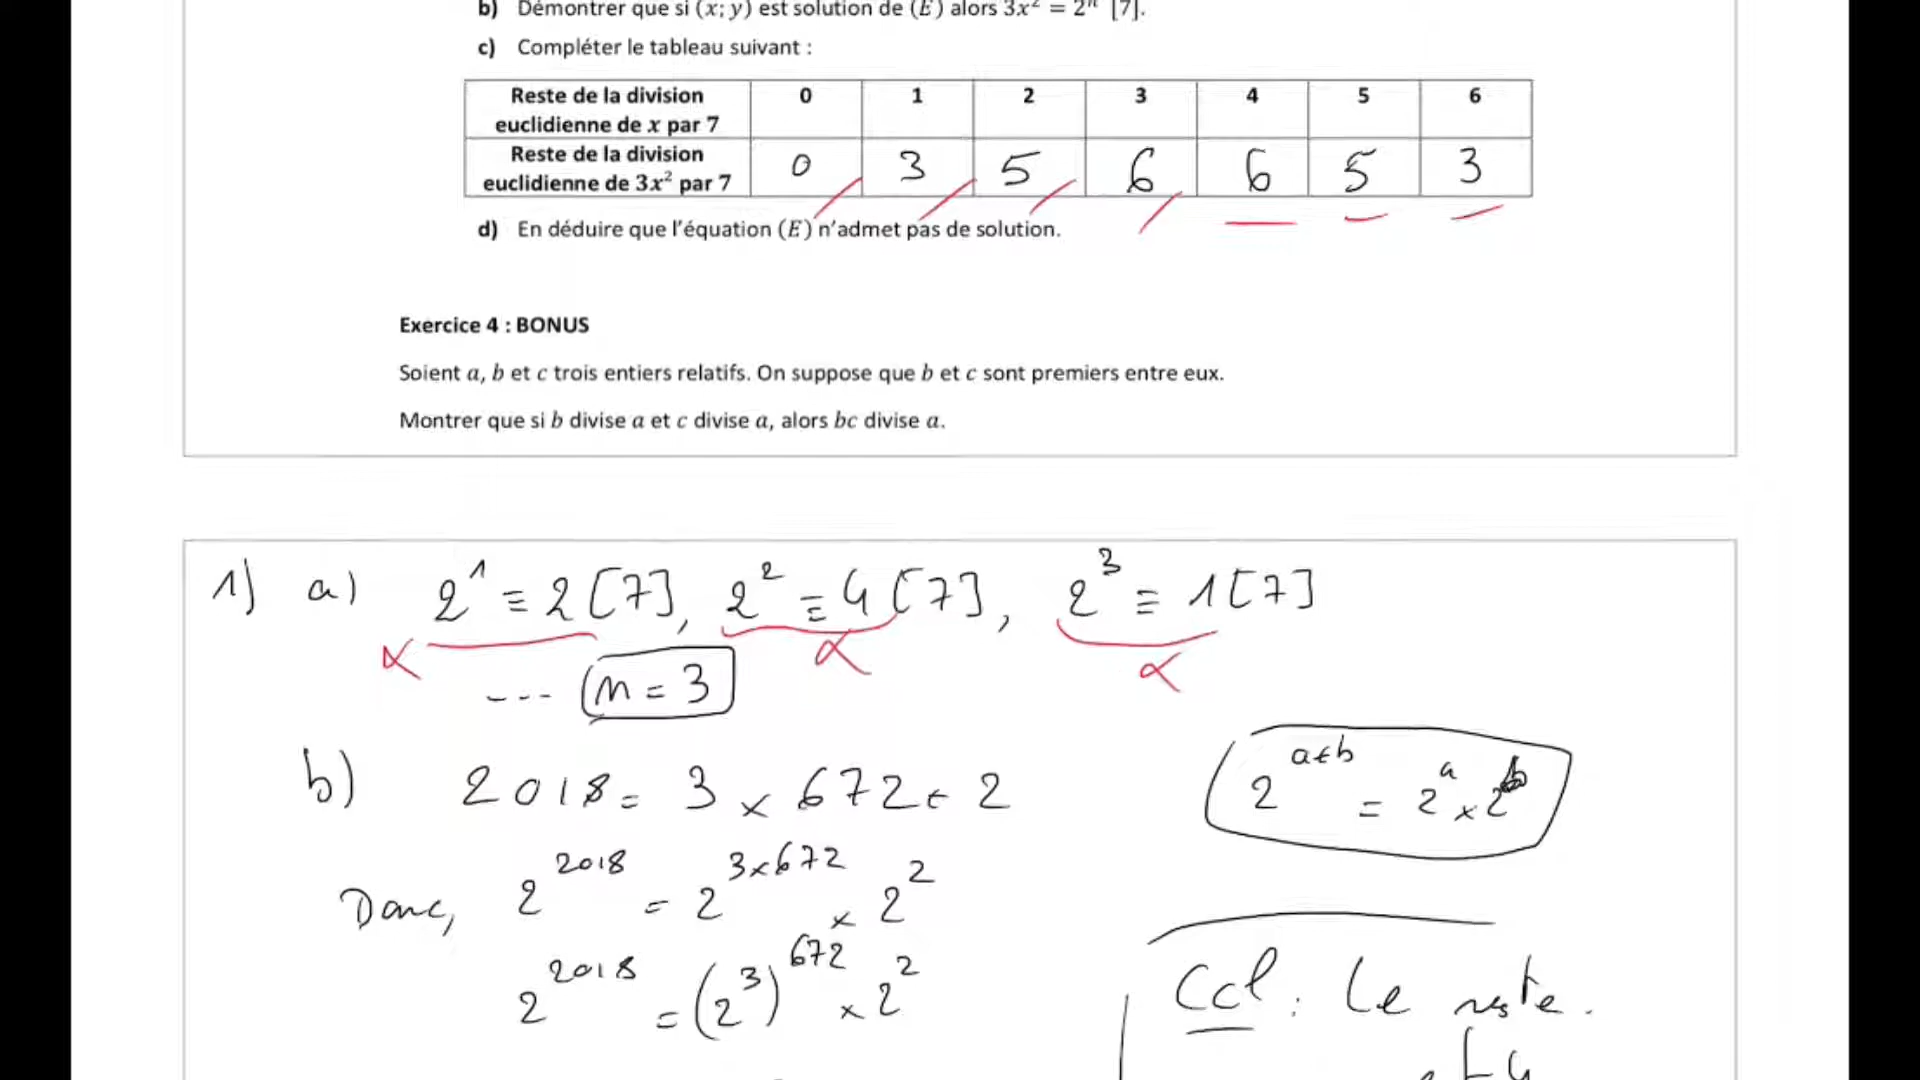 b) Démontrer que si (x; y) est solution de (E) alors 3x² = 2ⁿ [7].
c) Compléter le tableau suivant :
Reste de la division euclidienne de x par 7 0 1 2 3 4 5 6
Reste de la division euclidienne de 3x² par 7 0 3 5 6 6 5 3
d) En déduire que l'équation (E) n'admet pas de solution.
Exercice 4 : BONUS
Soient a, b et c trois entiers relatifs. On suppose que b et c sont premiers entre eux.
Montrer que si b divise a et c divise a, alors bc divise a.
1) a) 2¹ ≡ 2 [7], 2² ≡ 4 [7], 2³ ≡ 1 [7]
α α α
--- n = 3
b) 2018 = 3 × 672 + 2
2^(a+b) = 2^a × 2^b
Donc, 2^2018 = 2^(3×672) × 2²
2^2018 = (2³)^672 × 2²
Ccl : Le reste.
est 4